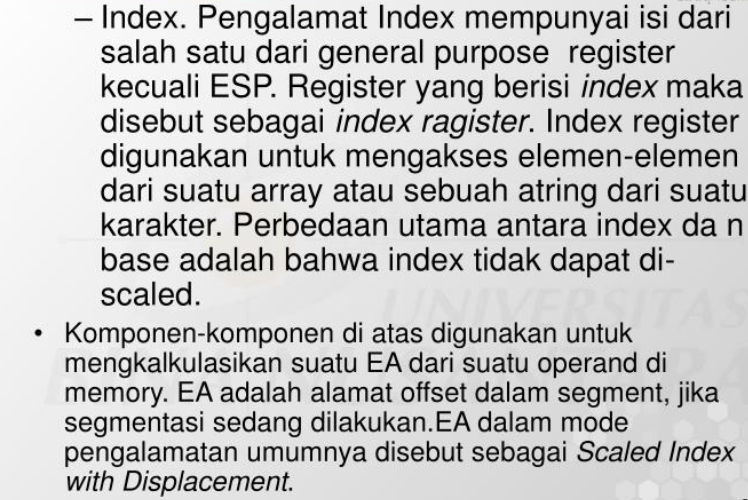 – Index. Pengalamat Index mempunyai isi dari
salah satu dari general purpose register
kecuali ESP. Register yang berisi index maka
disebut sebagai index ragister. Index register
digunakan untuk mengakses elemen-elemen
dari suatu array atau sebuah atring dari suatu
karakter. Perbedaan utama antara index da n
base adalah bahwa index tidak dapat di-
scaled.
• Komponen-komponen di atas digunakan untuk
mengkalkulasikan suatu EA dari suatu operand di
memory. EA adalah alamat offset dalam segment, jika
segmentasi sedang dilakukan.EA dalam mode
pengalamatan umumnya disebut sebagai Scaled Index
with Displacement.
UNIVERSITAS